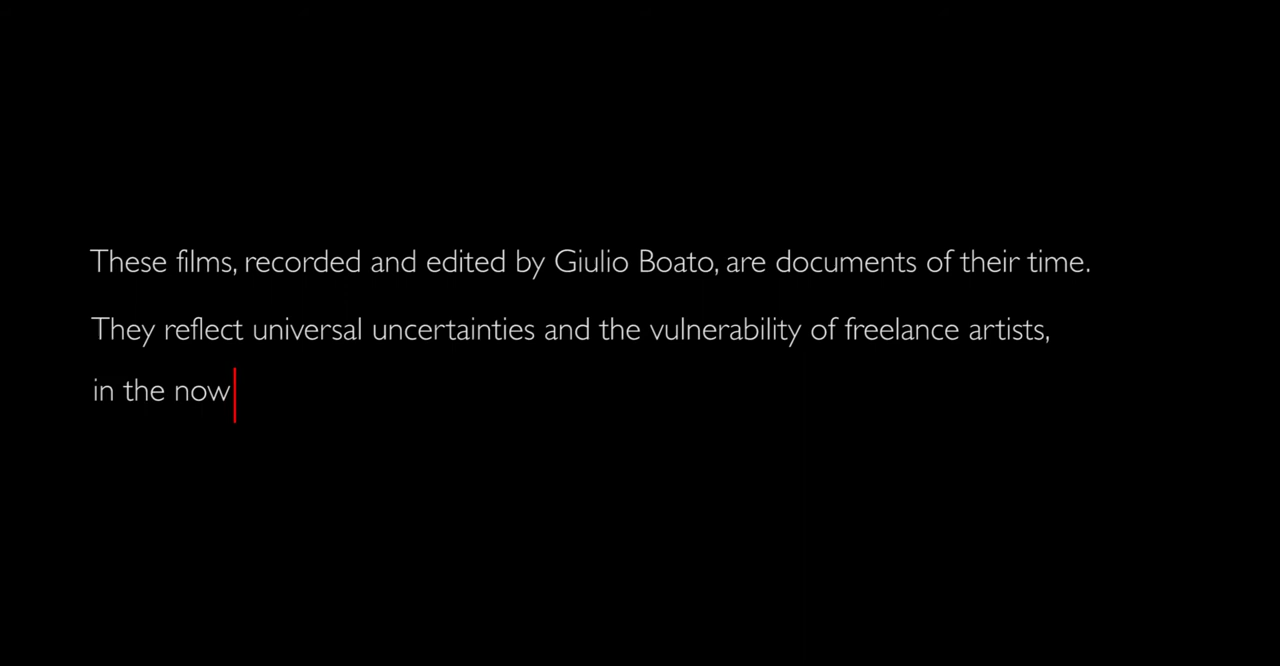 These films, recorded and edited by Giulio Boato, are documents of their time.
They reflect universal uncertainties and the vulnerability of freelance artists,
in the now